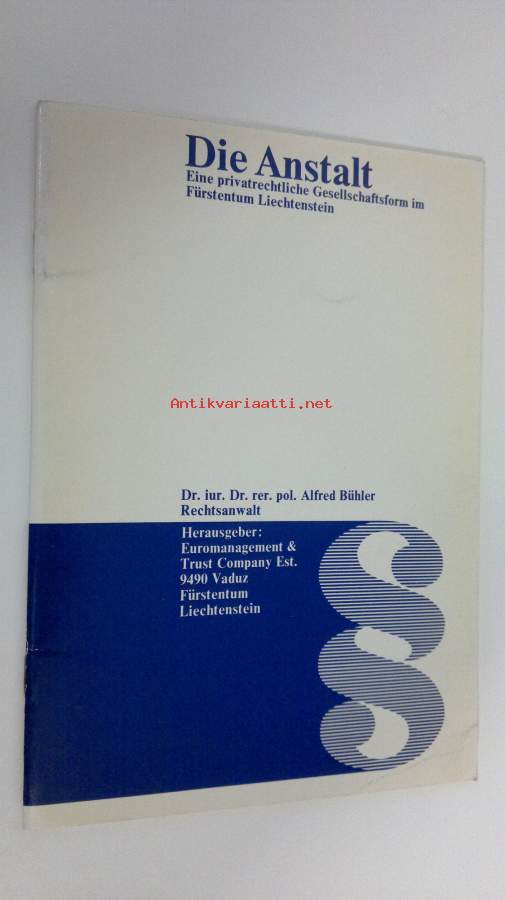 Die Anstalt
Eine privatrechtliche Gesellschaftsform im
Fürstentum Liechtenstein
Antikvariaatti.net
Dr. iur. Dr. rer. pol. Alfred Bühler
Rechtsanwalt
Herausgeber:
Euromanagement &
Trust Company Est.
9490 Vaduz
Fürstentum
Liechtenstein
§